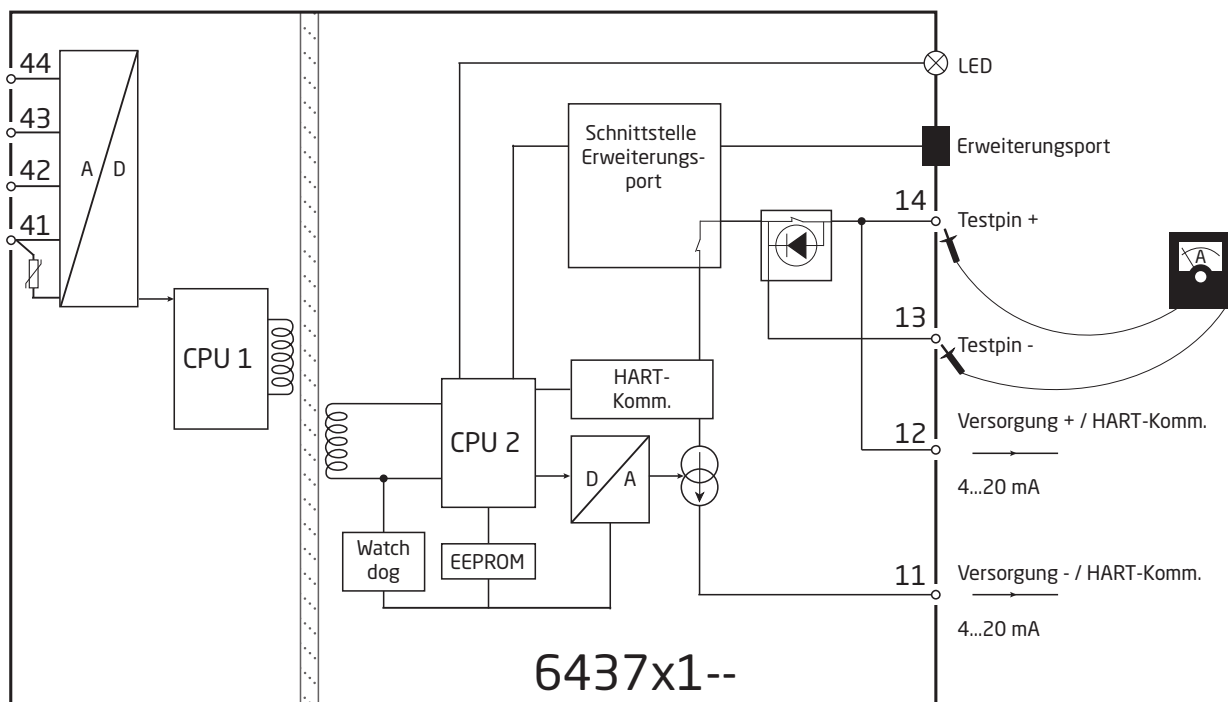 44
43
42
41
A
D
CPU 1
CPU 2
Watch
dog
EEPROM
D
A
HART-
Komm.
Schnittstelle
Erweiterungs-
port
LED
Erweiterungsport
14
Testpin +
A
13
Testpin -
12
Versorgung + / HART-Komm.
4...20 mA
11
Versorgung - / HART-Komm.
4...20 mA
6437x1--